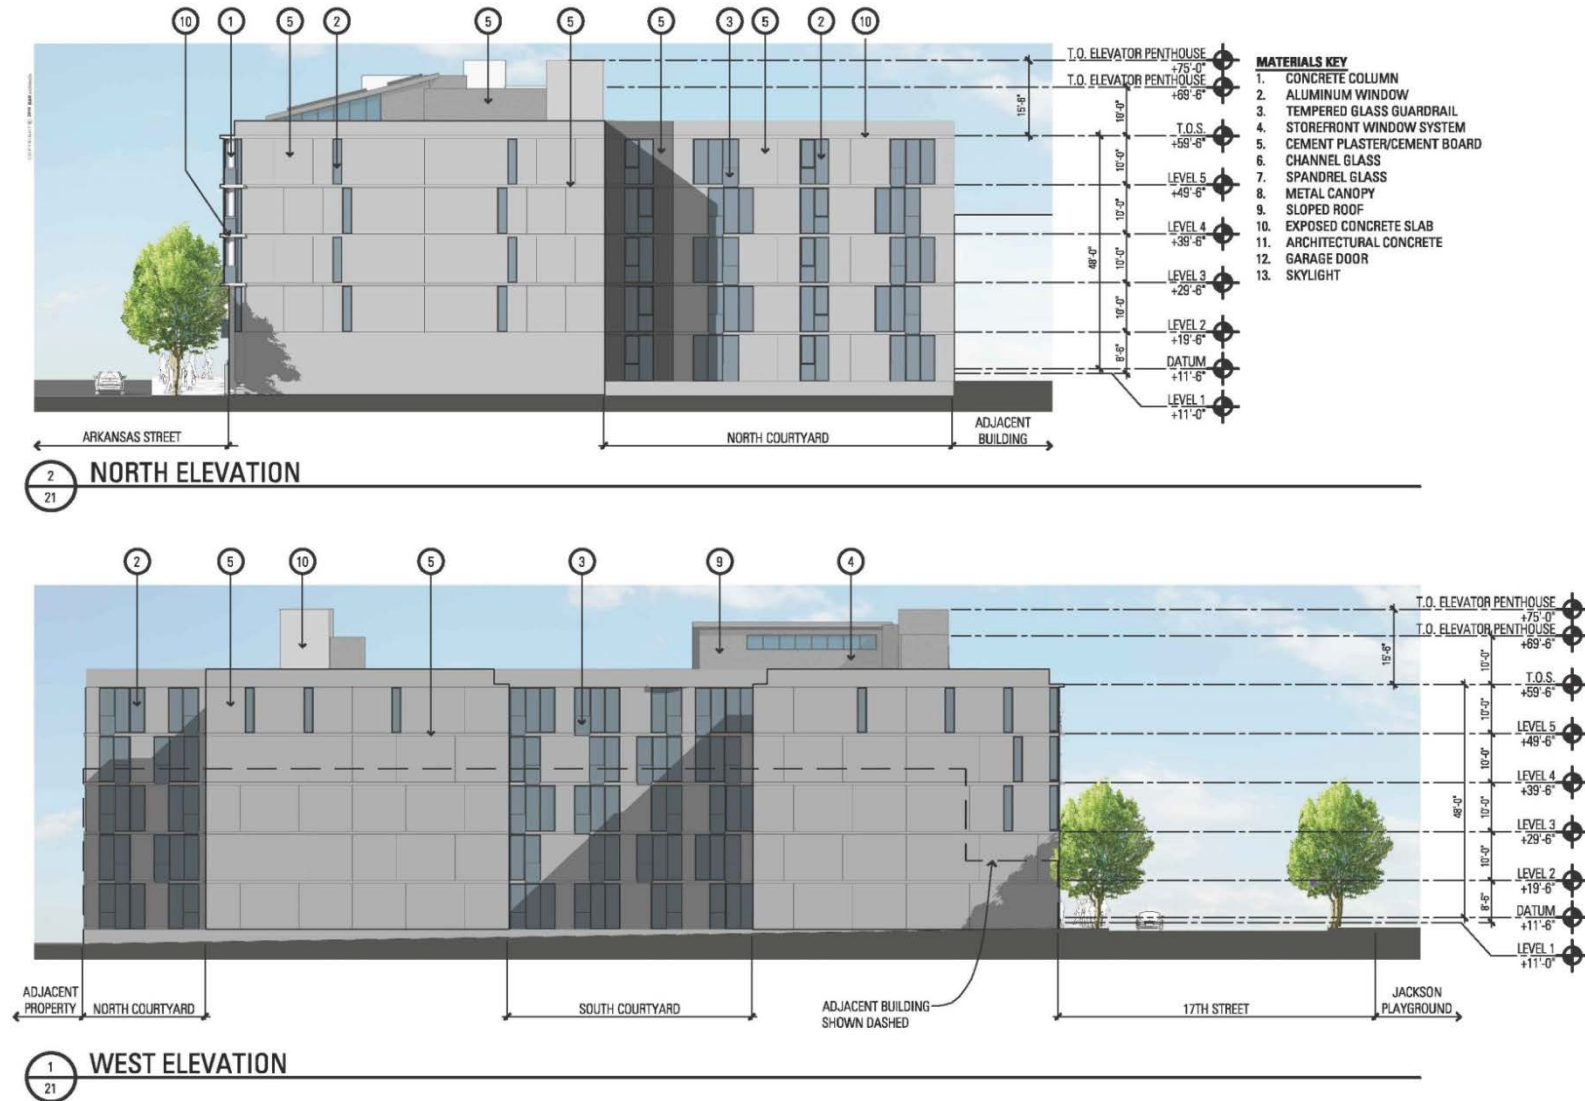 10 1 5 2 5 5 5 3 5 2 10
T.O. ELEVATOR PENTHOUSE
+75'-0"
T.O. ELEVATOR PENTHOUSE
+69'-6"
T.O.S.
+59'-6"
LEVEL 5
+49'-6"
LEVEL 4
+39'-6"
LEVEL 3
+29'-6"
LEVEL 2
+19'-6"
DATUM
+11'-6"
LEVEL 1
+11'-0"
15'-6"
10'-0"
10'-0"
10'-0"
10'-0"
10'-0"
8'-6"
48'-0"
MATERIALS KEY
1. CONCRETE COLUMN
2. ALUMINUM WINDOW
3. TEMPERED GLASS GUARDRAIL
4. STOREFRONT WINDOW SYSTEM
5. CEMENT PLASTER/CEMENT BOARD
6. CHANNEL GLASS
7. SPANDREL GLASS
8. METAL CANOPY
9. SLOPED ROOF
10. EXPOSED CONCRETE SLAB
11. ARCHITECTURAL CONCRETE
12. GARAGE DOOR
13. SKYLIGHT
ARKANSAS STREET
NORTH COURTYARD
ADJACENT
BUILDING
2
21
NORTH ELEVATION
2 5 10 5 3 9 4
T.O. ELEVATOR PENTHOUSE
+75'-0"
T.O. ELEVATOR PENTHOUSE
+69'-6"
T.O.S.
+59'-6"
LEVEL 5
+49'-6"
LEVEL 4
+39'-6"
LEVEL 3
+29'-6"
LEVEL 2
+19'-6"
DATUM
+11'-6"
LEVEL 1
+11'-0"
15'-6"
10'-0"
10'-0"
10'-0"
10'-0"
10'-0"
8'-6"
48'-0"
ADJACENT
PROPERTY
NORTH COURTYARD
SOUTH COURTYARD
ADJACENT BUILDING
SHOWN DASHED
17TH STREET
JACKSON
PLAYGROUND
1
21
WEST ELEVATION